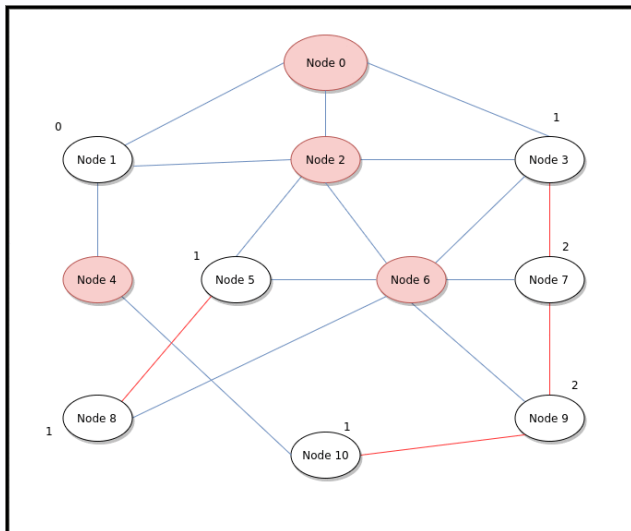 Node 0
0
1
Node 1
Node 2
Node 3
1
2
Node 4
Node 5
Node 6
Node 7
2
Node 8
Node 9
1
1
Node 10